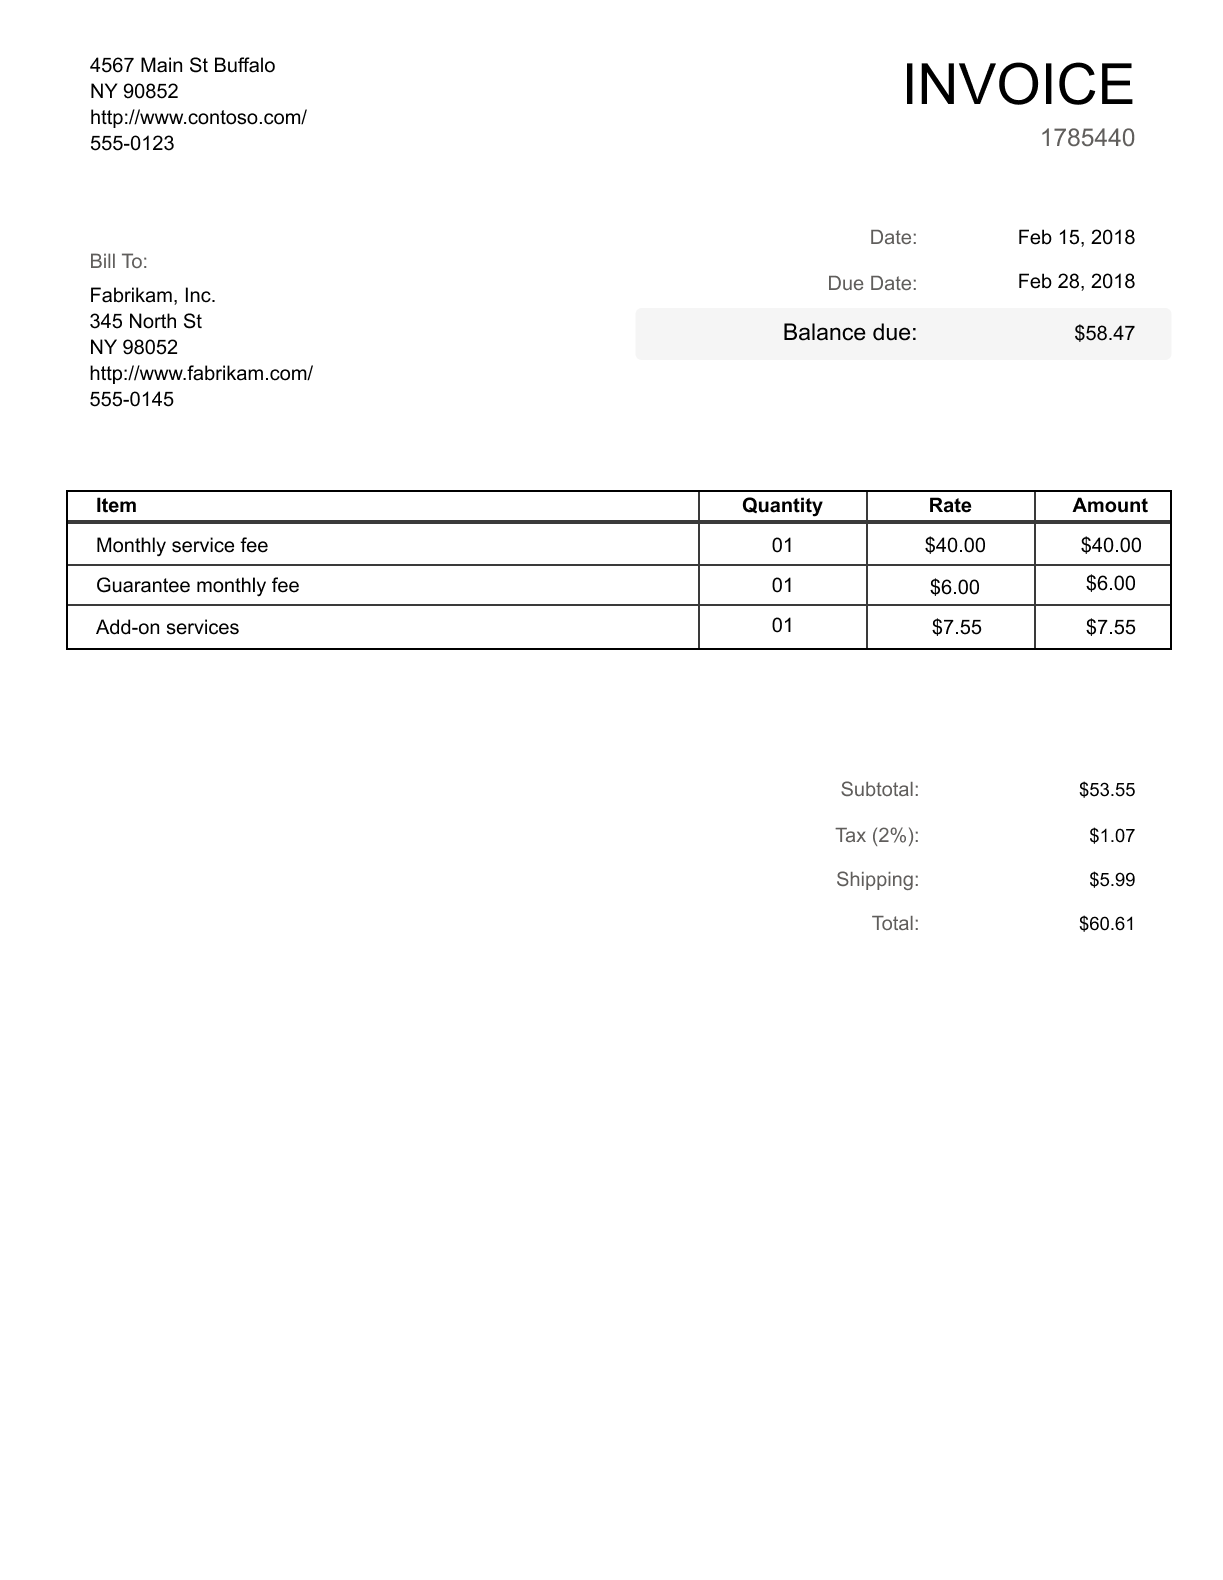 4567 Main St Buffalo
NY 90852
http://www.contoso.com/
555-0123
INVOICE
1785440
Date: Feb 15, 2018
Due Date: Feb 28, 2018
Balance due: $58.47
Bill To:
Fabrikam, Inc.
345 North St
NY 98052
http://www.fabrikam.com/
555-0145
Item Quantity Rate Amount
Monthly service fee 01 $40.00 $40.00
Guarantee monthly fee 01 $6.00 $6.00
Add-on services 01 $7.55 $7.55
Subtotal: $53.55
Tax (2%): $1.07
Shipping: $5.99
Total: $60.61